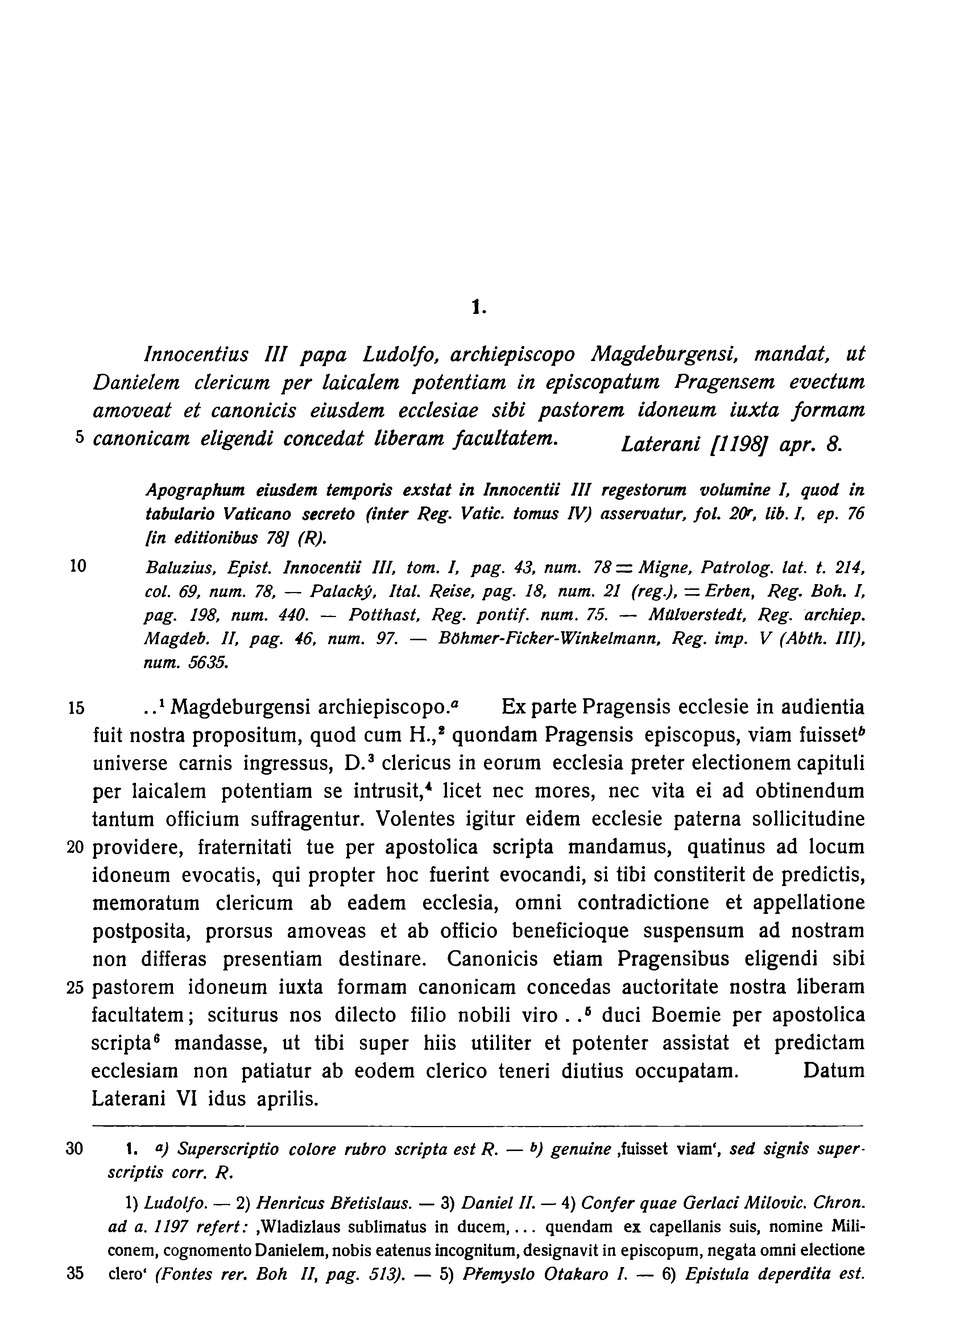 1.
Innocentius III papa Ludolfo, archiepiscopo Magdeburgensi, mandat, ut
Danielem clericum per laicalem potentiam in episcopatum Pragensem evectum
amoveat et canonicis eiusdem ecclesiae sibi pastorem idoneum iuxta formam
5 canonicam eligendi concedat liberam facultatem. Laterani [1198] apr. 8.
Apographum eiusdem temporis exstat in Innocentii III regestorum volumine I, quod in
tabulario Vaticano secreto (inter Reg. Vatic. tomus IV) asservatur, fol. 20r, lib. I, ep. 76
[in editionibus 78] (R).
10 Baluzius, Epist. Innocentii III, tom. I, pag. 43, num. 78 = Migne, Patrolog. lat. t. 214,
col. 69, num. 78, — Palacký, Ital. Reise, pag. 18, num. 21 (reg.), = Erben, Reg. Boh. I,
pag. 198, num. 440. — Potthast, Reg. pontif. num. 75. — Mülverstedt, Reg. archiep.
Magdeb. II, pag. 46, num. 97. — Böhmer-Ficker-Winkelmann, Reg. imp. V (Abth. III),
num. 5635.
15 ..¹ Magdeburgensi archiepiscopo.ᵃ Ex parte Pragensis ecclesie in audientia
fuit nostra propositum, quod cum H.,² quondam Pragensis episcopus, viam fuissetᵇ
universe carnis ingressus, D.³ clericus in eorum ecclesia preter electionem capituli
per laicalem potentiam se intrusit,⁴ licet nec mores, nec vita ei ad obtinendum
tantum officium suffragentur. Volentes igitur eidem ecclesie paterna sollicitudine
20 providere, fraternitati tue per apostolica scripta mandamus, quatinus ad locum
idoneum evocatis, qui propter hoc fuerint evocandi, si tibi constiterit de predictis,
memoratum clericum ab eadem ecclesia, omni contradictione et appellatione
postposita, prorsus amoveas et ab officio beneficioque suspensum ad nostram
non differas presentiam destinare. Canonicis etiam Pragensibus eligendi sibi
25 pastorem idoneum iuxta formam canonicam concedas auctoritate nostra liberam
facultatem; sciturus nos dilecto filio nobili viro ..⁵ duci Boemie per apostolica
scripta⁶ mandasse, ut tibi super hiis utiliter et potenter assistat et predictam
ecclesiam non patiatur ab eodem clerico teneri diutius occupatam. Datum
Laterani VI idus aprilis.
30 1. a) Superscriptio colore rubro scripta est R. — b) genuine ‚fuisset viam‘, sed signis super-
scriptis corr. R.
1) Ludolfo. — 2) Henricus Břetislaus. — 3) Daniel II. — 4) Confer quae Gerlaci Milovic. Chron.
ad a. 1197 refert: ‚Wladizlaus sublimatus in ducem,... quendam ex capellanis suis, nomine Mili-
conem, cognomento Danielem, nobis eatenus incognitum, designavit in episcopum, negata omni electione
35 clero‘ (Fontes rer. Boh II, pag. 513). — 5) Přemyslo Otakaro I. — 6) Epistula deperdita est.